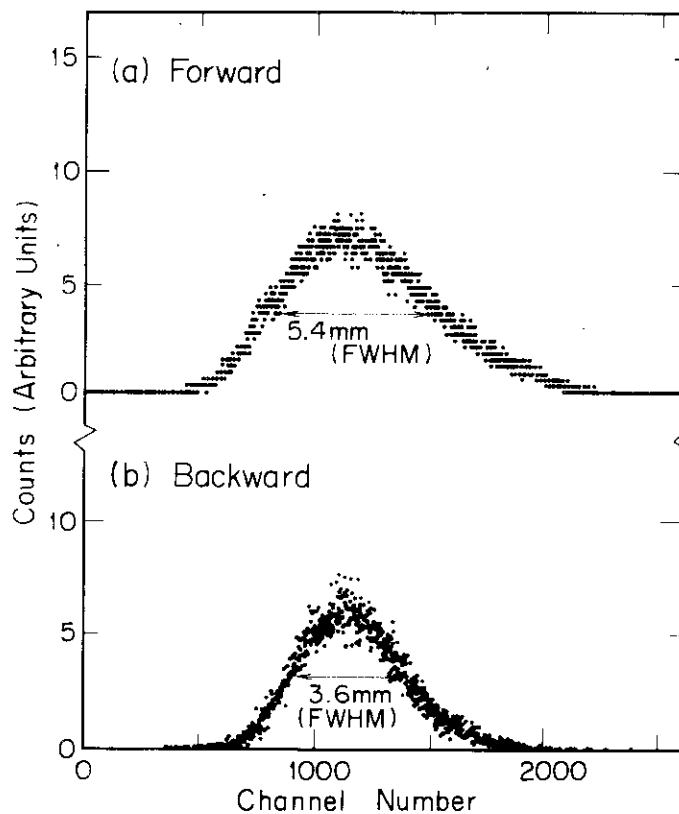 (a) Forward
15
10
5
0
5.4mm
(FWHM)
Counts (Arbitrary Units)
(b) Backward
10
5
0
3.6mm
(FWHM)
0 1000 2000
Channel Number